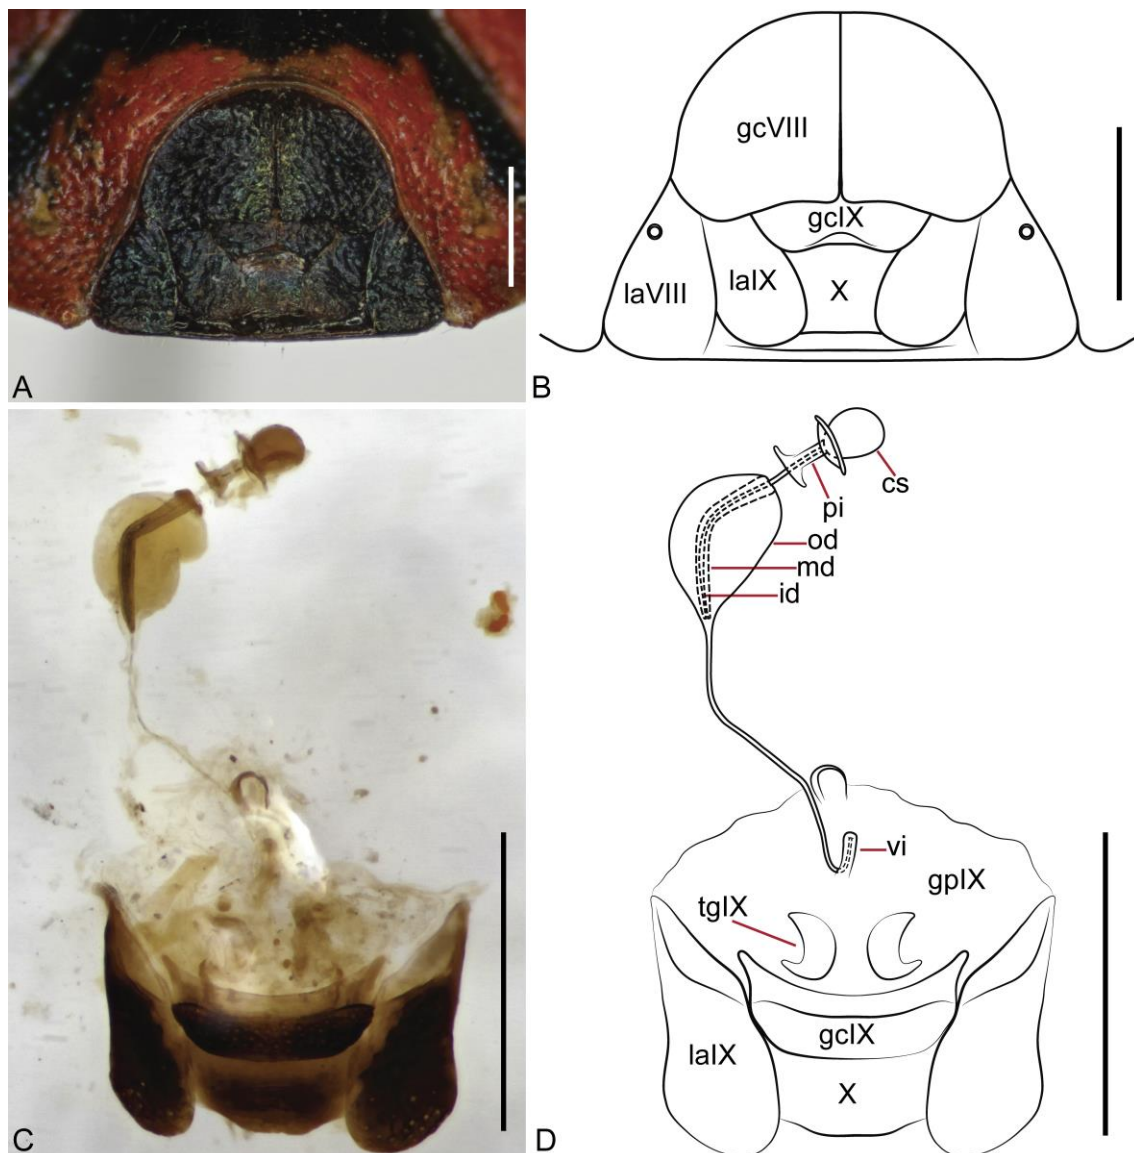 A
gcVIII
gcIX
laVIII
laIX
X
B
C
cs
pi
od
md
id
vi
gpIX
tgIX
gcIX
laIX
X
D